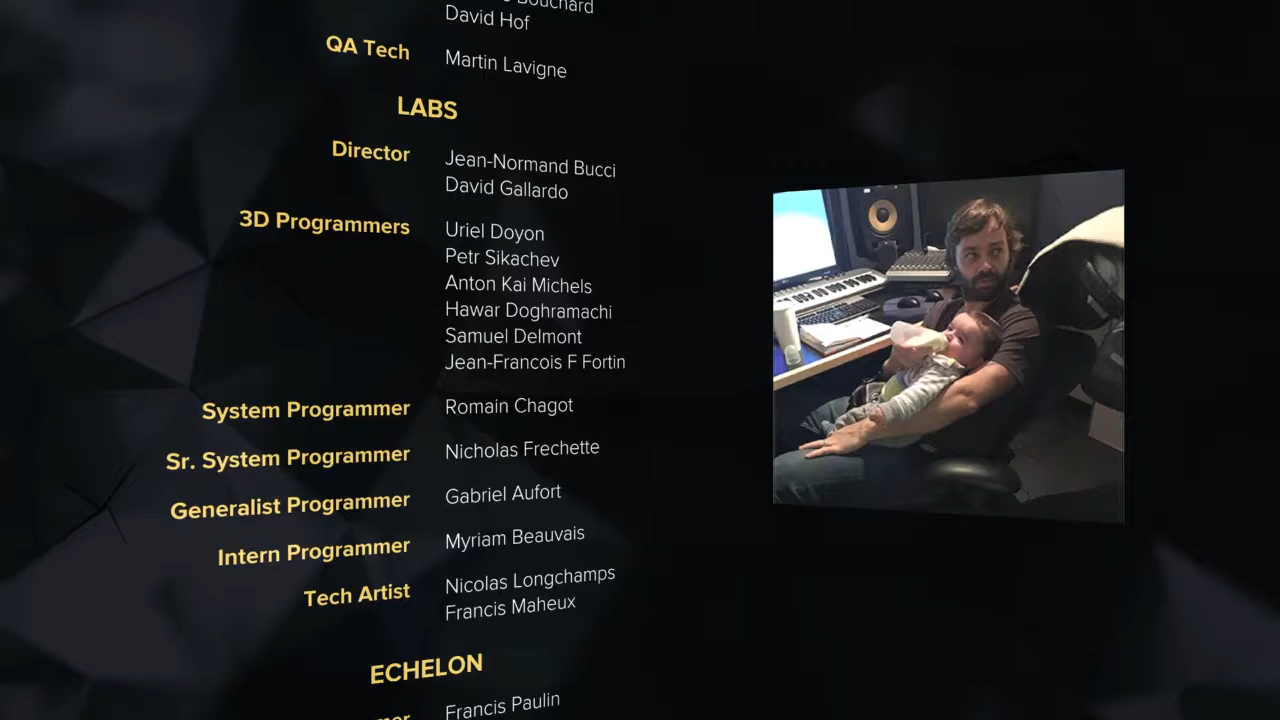 Bouchard
David Hof
QA Tech Martin Lavigne
LABS
Director Jean-Normand Bucci
David Gallardo
3D Programmers Uriel Doyon
Petr Sikachev
Anton Kai Michels
Hawar Doghramachi
Samuel Delmont
Jean-Francois F Fortin
System Programmer Romain Chagot
Sr. System Programmer Nicholas Frechette
Generalist Programmer Gabriel Aufort
Intern Programmer Myriam Beauvais
Tech Artist Nicolas Longchamps
Francis Maheux
ECHELON
Francis Paulin